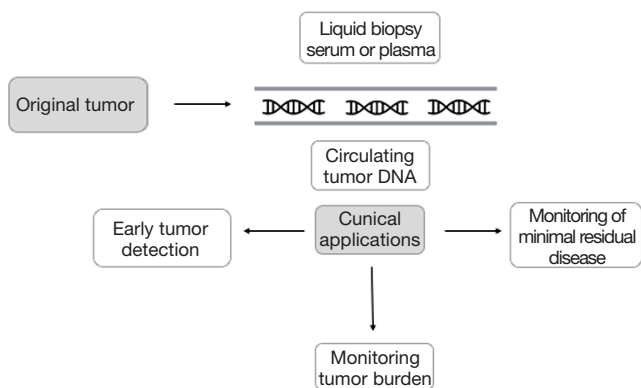 Liquid biopsy
serum or plasma
Original tumor
Circulating
tumor DNA
Cunical
applications
Early tumor
detection
Monitoring of
minimal residual
disease
Monitoring
tumor burden